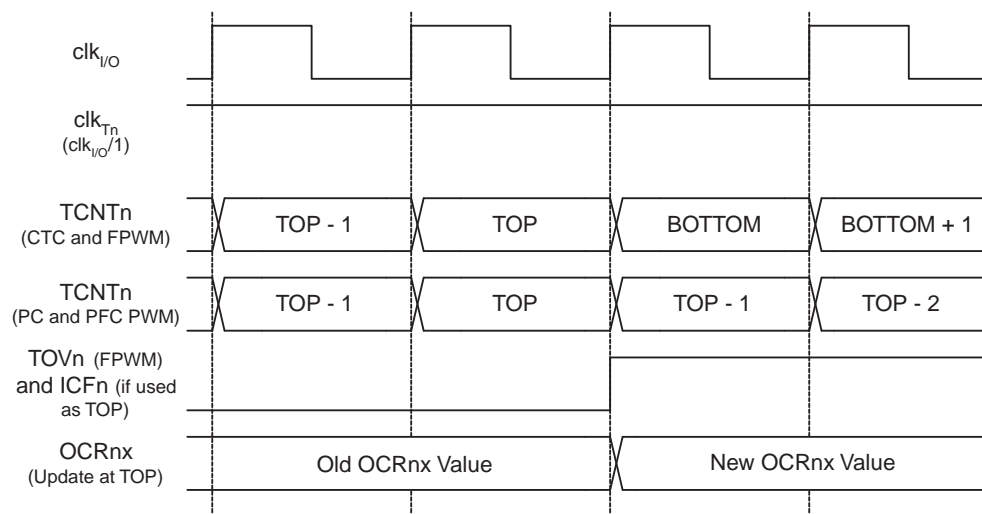 clkI/O
clkTn
(clkI/O/1)
TCNTn
(CTC and FPWM)
TOP - 1
TOP
BOTTOM
BOTTOM + 1
TCNTn
(PC and PFC PWM)
TOP - 1
TOP
TOP - 1
TOP - 2
TOVn (FPWM)
and ICFn (if used
as TOP)
OCRnx
(Update at TOP)
Old OCRnx Value
New OCRnx Value